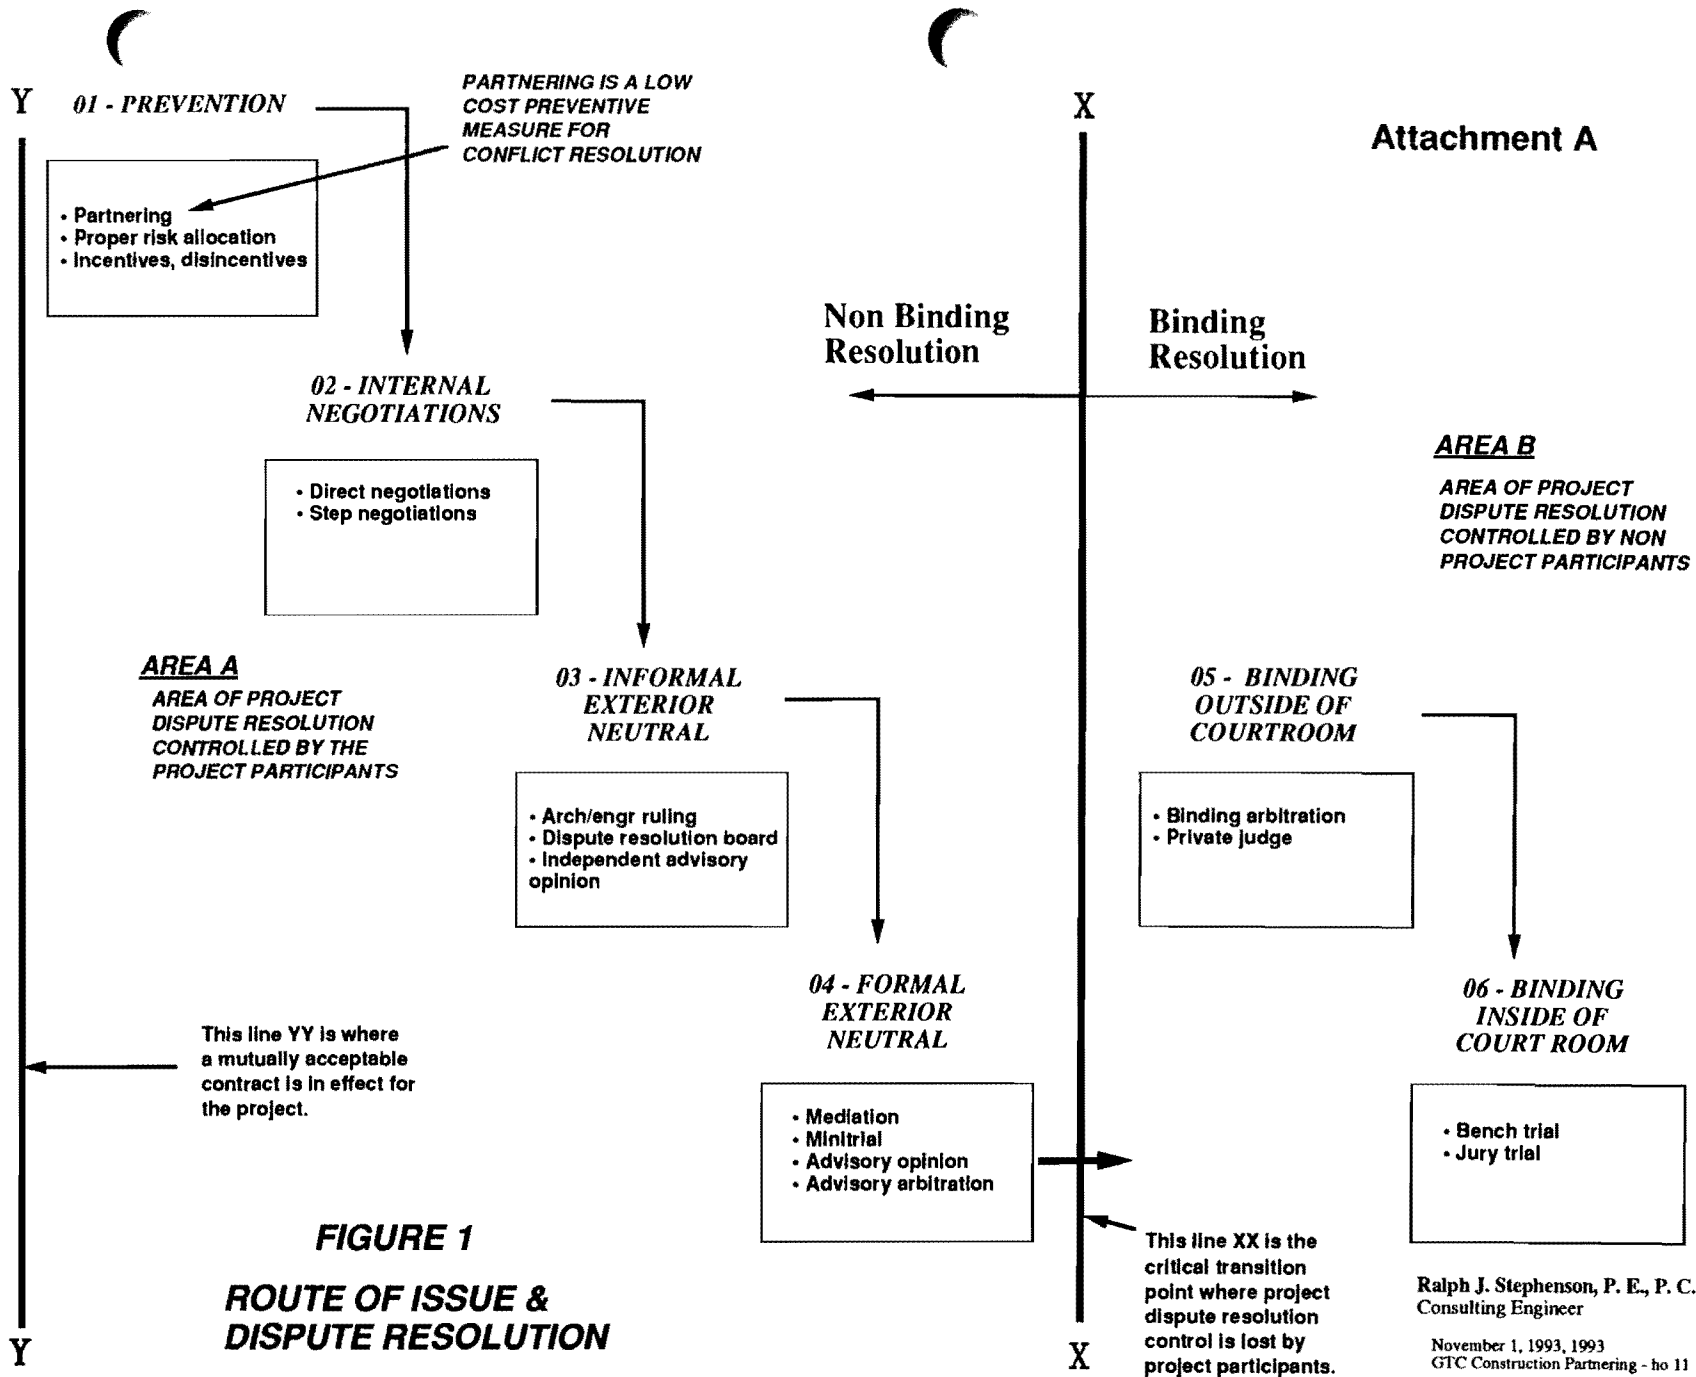 Y
01 - PREVENTION
PARTNERING IS A LOW
COST PREVENTIVE
MEASURE FOR
CONFLICT RESOLUTION
X
Attachment A
• Partnering
• Proper risk allocation
• Incentives, disincentives
Non Binding
Resolution
Binding
Resolution
02 - INTERNAL
NEGOTIATIONS
• Direct negotiations
• Step negotiations
AREA B
AREA OF PROJECT
DISPUTE RESOLUTION
CONTROLLED BY NON
PROJECT PARTICIPANTS
AREA A
AREA OF PROJECT
DISPUTE RESOLUTION
CONTROLLED BY THE
PROJECT PARTICIPANTS
03 - INFORMAL
EXTERIOR
NEUTRAL
• Arch/engr ruling
• Dispute resolution board
• Independent advisory
opinion
05 - BINDING
OUTSIDE OF
COURTROOM
• Binding arbitration
• Private judge
04 - FORMAL
EXTERIOR
NEUTRAL
• Mediation
• Minitrial
• Advisory opinion
• Advisory arbitration
06 - BINDING
INSIDE OF
COURT ROOM
• Bench trial
• Jury trial
This line YY is where
a mutually acceptable
contract is in effect for
the project.
This line XX is the
critical transition
point where project
dispute resolution
control is lost by
project participants.
FIGURE 1
ROUTE OF ISSUE &
DISPUTE RESOLUTION
Y
X
Ralph J. Stephenson, P. E., P. C.
Consulting Engineer
November 1, 1993, 1993
GTC Construction Partnering - ho 11